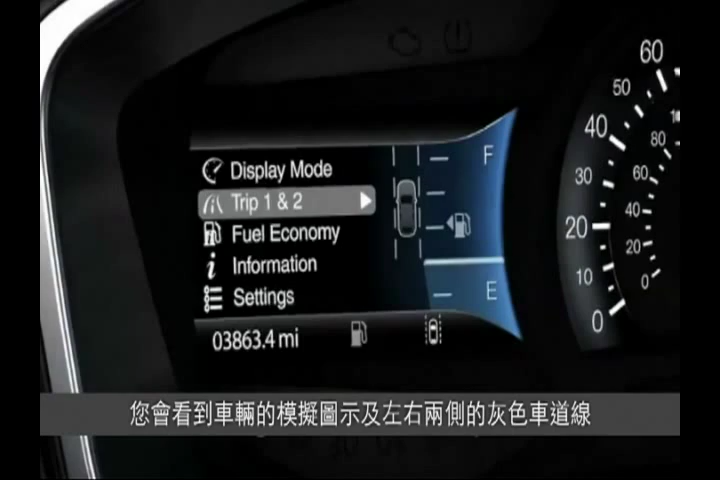 Display Mode
Trip 1 & 2
Fuel Economy
Information
Settings
03863.4 mi
F
E
60
50
40
30
20
10
0
80
60
40
20
0
您會看到車輛的模擬圖示及左右兩側的灰色車道線